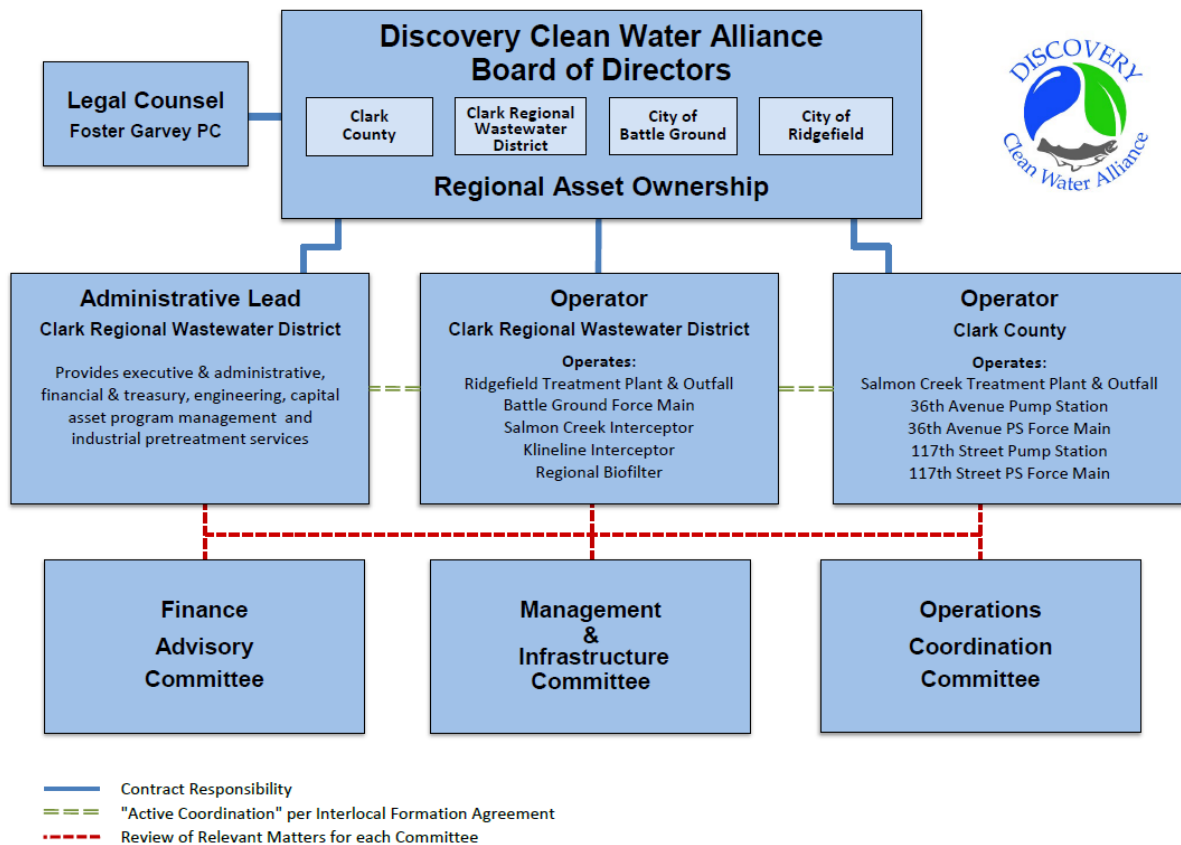 Discovery Clean Water Alliance
Board of Directors
Legal Counsel
Foster Garvey PC
Clark
County
Clark Regional
Wastewater
District
City of
Battle Ground
City of
Ridgefield
Regional Asset Ownership
DISCOVERY
Clean Water Alliance
Administrative Lead
Clark Regional Wastewater District
Provides executive & administrative,
financial & treasury, engineering, capital
asset program management and
industrial pretreatment services
Operator
Clark Regional Wastewater District
Operates:
Ridgefield Treatment Plant & Outfall
Battle Ground Force Main
Salmon Creek Interceptor
Klineline Interceptor
Regional Biofilter
Operator
Clark County
Operates:
Salmon Creek Treatment Plant & Outfall
36th Avenue Pump Station
36th Avenue PS Force Main
117th Street Pump Station
117th Street PS Force Main
Finance
Advisory
Committee
Management
&
Infrastructure
Committee
Operations
Coordination
Committee
Contract Responsibility
"Active Coordination" per Interlocal Formation Agreement
Review of Relevant Matters for each Committee